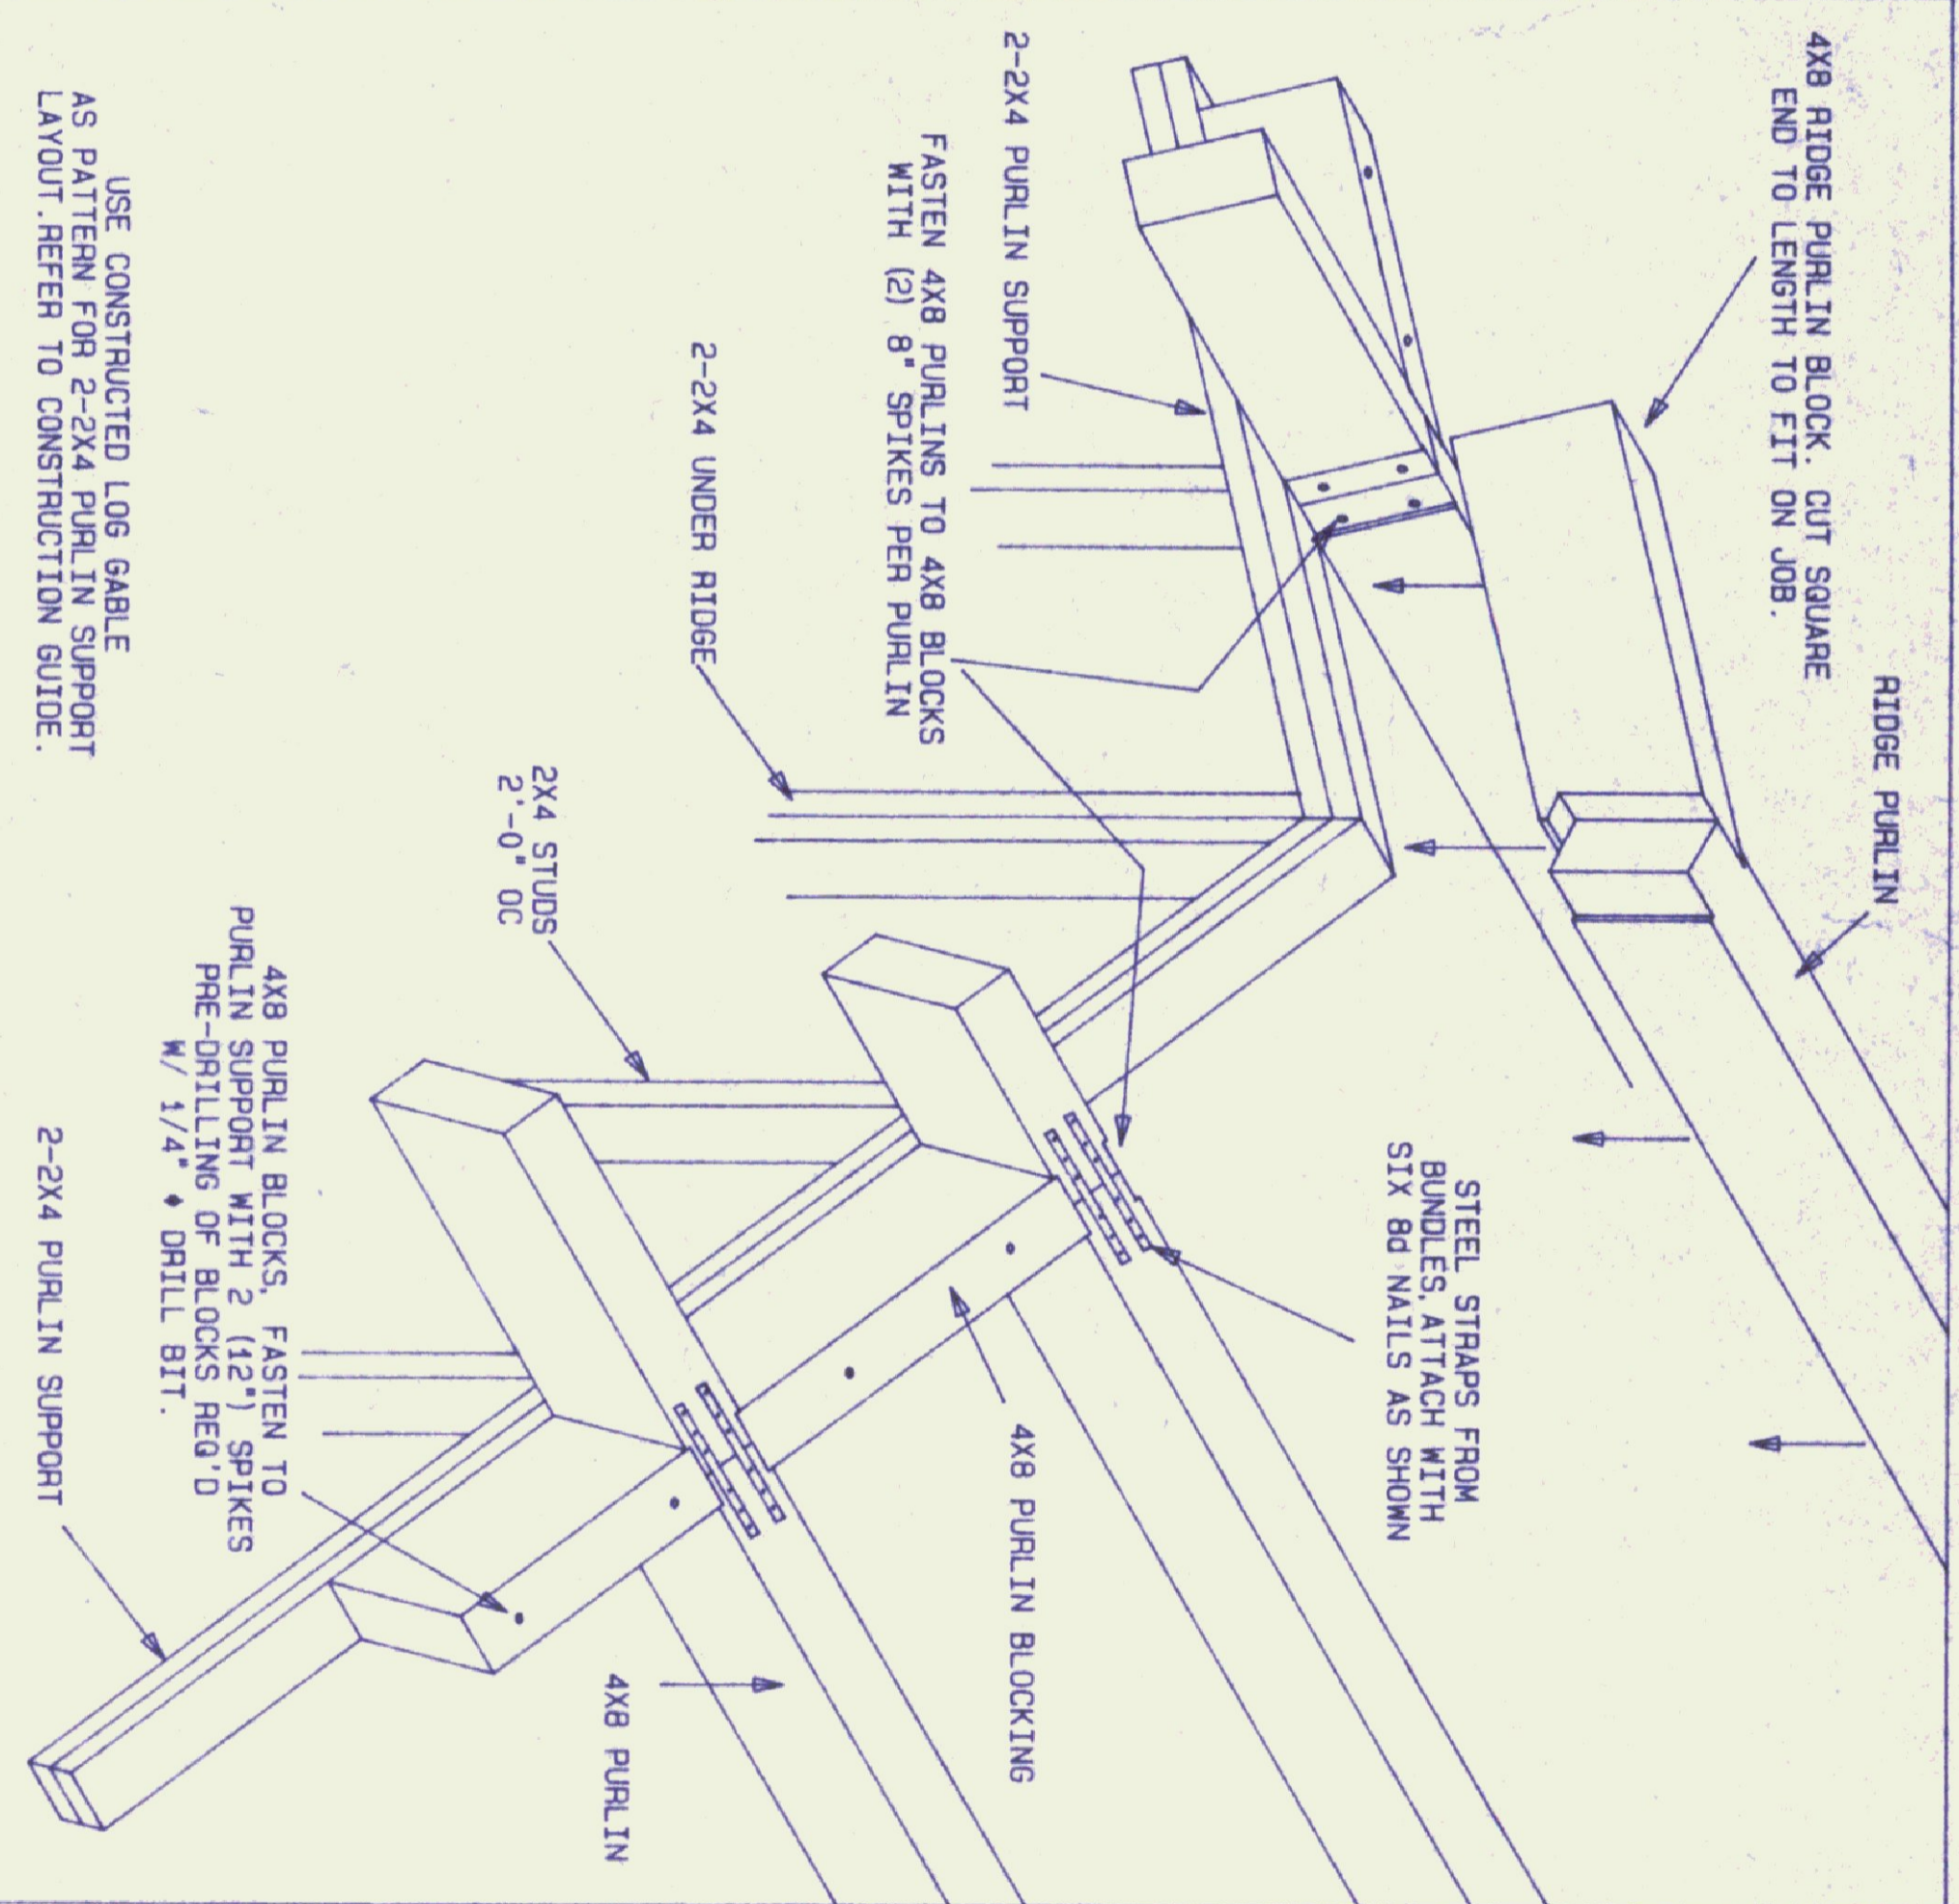 RIDGE PURLIN
4X8 RIDGE PURLIN BLOCK. CUT SQUARE
END TO LENGTH TO FIT ON JOB.
STEEL STRAPS FROM
BUNDLES, ATTACH WITH
SIX 8d NAILS AS SHOWN
2-2X4 PURLIN SUPPORT
4X8 PURLIN BLOCKING
FASTEN 4X8 PURLINS TO 4X8 BLOCKS
WITH (2) 8" SPIKES PER PURLIN
2-2X4 UNDER RIDGE
4X8 PURLIN
2X4 STUDS
2'-0" OC
4X8 PURLIN BLOCKS, FASTEN TO
PURLIN SUPPORT WITH 2 (12") SPIKES
PRE-DRILLING OF BLOCKS REQ'D
W/ 1/4" ♦ DRILL BIT.
USE CONSTRUCTED LOG GABLE
AS PATTERN FOR 2-2X4 PURLIN SUPPORT
LAYOUT.REFER TO CONSTRUCTION GUIDE.
2-2X4 PURLIN SUPPORT